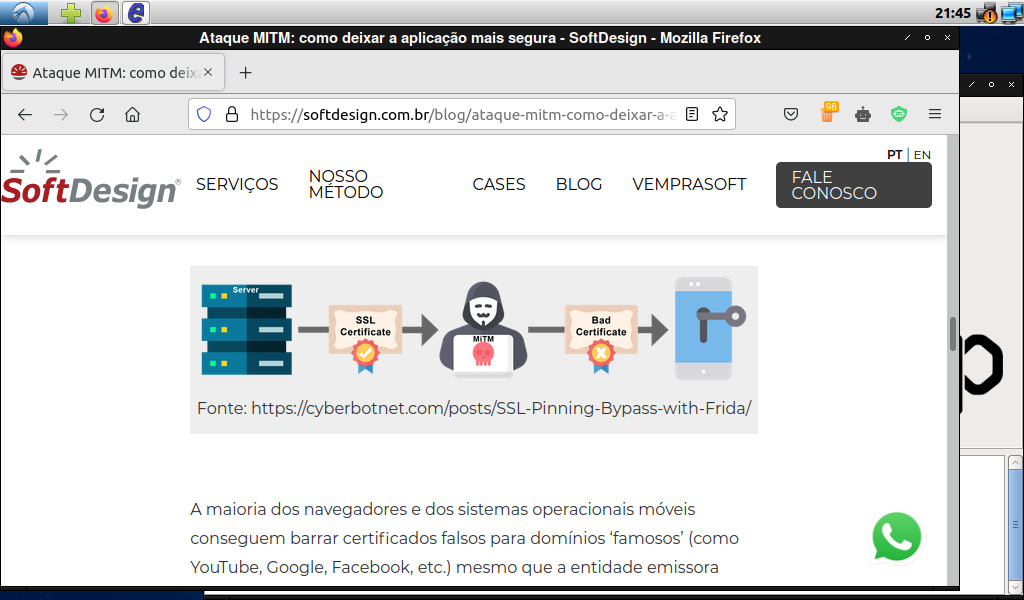 21:45
Ataque MITM: como deixar a aplicação mais segura - SoftDesign - Mozilla Firefox
Ataque MITM: como deix
98
https://softdesign.com.br/blog/ataque-mitm-como-deixar-a-a
PT | EN
SoftDesign®
SERVIÇOS
NOSSO
MÉTODO
CASES
BLOG
VEMPRASOFT
FALE
CONOSCO
Server
SSL
Certificate
MiTM
Bad
Certificate
Fonte: https://cyberbotnet.com/posts/SSL-Pinning-Bypass-with-Frida/
A maioria dos navegadores e dos sistemas operacionais móveis
conseguem barrar certificados falsos para domínios ‘famosos’ (como
YouTube, Google, Facebook, etc.) mesmo que a entidade emissora